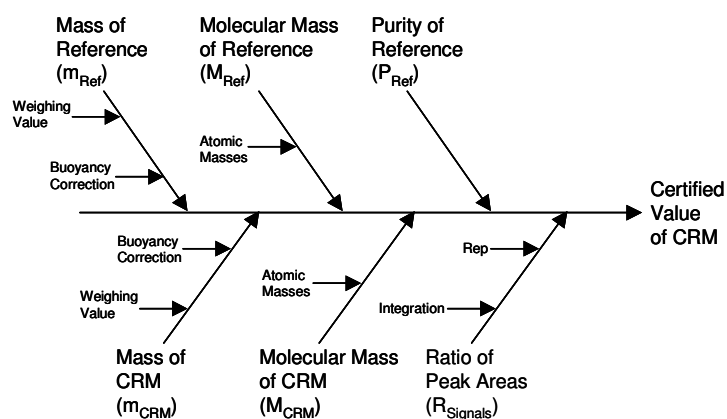 Mass of
Reference
(mRef)
Molecular Mass
of Reference
(MRef)
Purity of
Reference
(PRef)
Weighing
Value
Buoyancy
Correction
Atomic
Masses
Certified
Value
of CRM
Buoyancy
Correction
Weighing
Value
Atomic
Masses
Rep
Integration
Mass of
CRM
(mCRM)
Molecular Mass
of CRM
(MCRM)
Ratio of
Peak Areas
(RSignals)